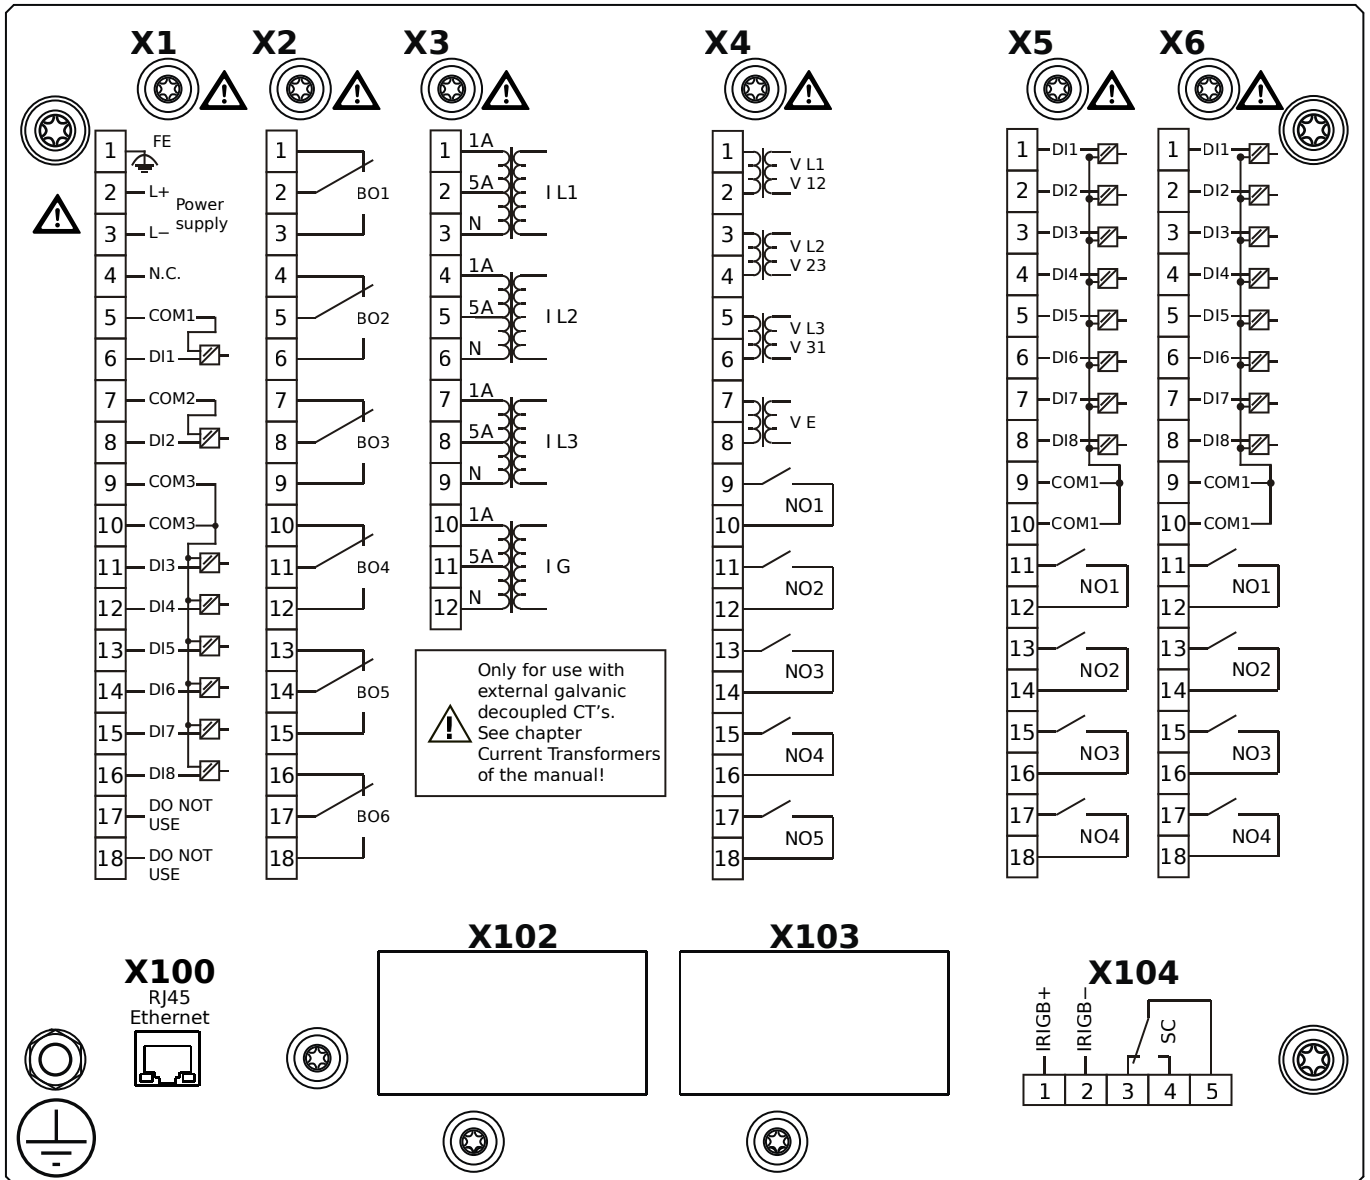 X1 X2 X3 X4 X5 X6
1 FE
2 L+
Power
supply
3 L−
4 N.C.
5 COM1
6 DI1
7 COM2
8 DI2
9 COM3
10 COM3
11 DI3
12 DI4
13 DI5
14 DI6
15 DI7
16 DI8
17 DO NOT
USE
18 DO NOT
USE
1
2 BO1
3
4
5 BO2
6
7
8 BO3
9
10
11 BO4
12
13
14 BO5
15
16
17 BO6
18
1 1A
2 5A I L1
3 N
4 1A
5 5A I L2
6 N
7 1A
8 5A I L3
9 N
10 1A
11 5A I G
12 N
Only for use with
external galvanic
decoupled CT's.
See chapter
Current Transformers
of the manual!
1 V L1
2 V 12
3 V L2
4 V 23
5 V L3
6 V 31
7
V E
8
9
NO1
10
11
NO2
12
13
NO3
14
15
NO4
16
17
NO5
18
1 DI1
2 DI2
3 DI3
4 DI4
5 DI5
6 DI6
7 DI7
8 DI8
9 COM1
10 COM1
11
NO1
12
13
NO2
14
15
NO3
16
17
NO4
18
1 DI1
2 DI2
3 DI3
4 DI4
5 DI5
6 DI6
7 DI7
8 DI8
9 COM1
10 COM1
11
NO1
12
13
NO2
14
15
NO3
16
17
NO4
18
X100
RJ45
Ethernet
X102
X103
X104
IRIGB+
IRIGB−
SC
1 2 3 4 5